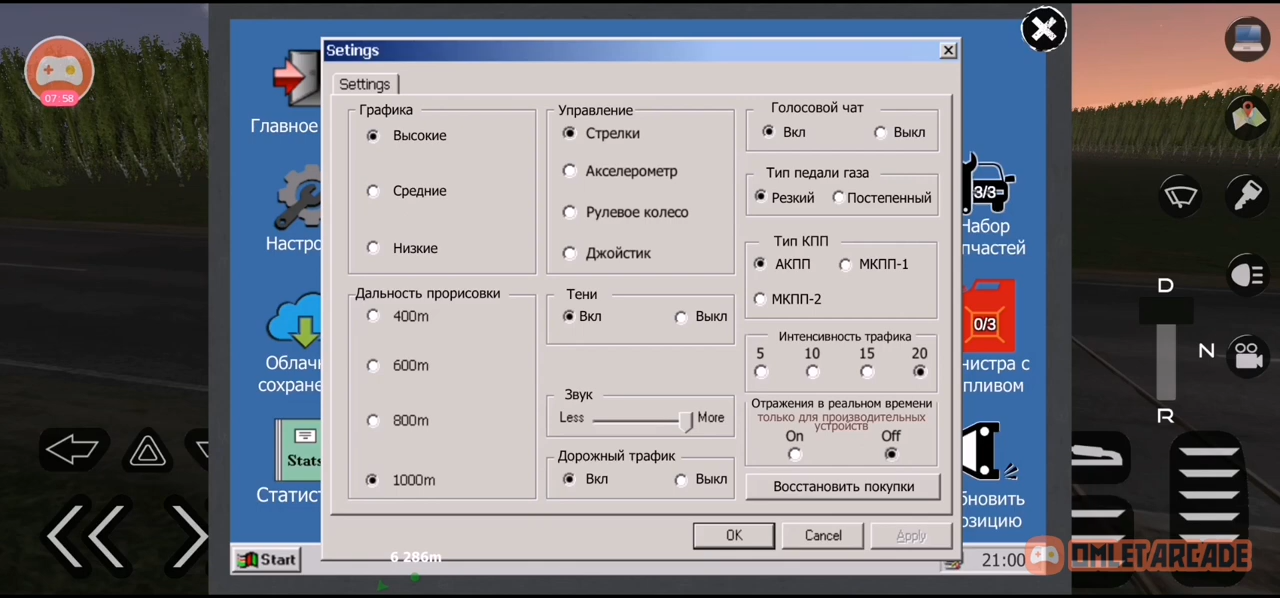 07:58
Setings
Settings
Главное
Настро
Облачн
сохране
Stats
Статист
Start
Графика
Высокие
Средние
Низкие
Дальность прорисовки
400m
600m
800m
1000m
Управление
Стрелки
Акселерометр
Рулевое колесо
Джойстик
Тени
Вкл
Выкл
Звук
Less
More
Дорожный трафик
Вкл
Выкл
Голосовой чат
Вкл
Выкл
Тип педали газа
Резкий
Постепенный
Тип КПП
АКПП
МКПП-1
МКПП-2
Интенсивность трафика
5 10 15 20
Отражения в реальном времени
только для производительных
устройств
On
Off
Восстановить покупки
OK
Cancel
Apply
3/3
Набор
пчастей
0/3
нистра с
пливом
бновить
озицию
21:00
D
N
R
6 286m
OMLET ARCADE